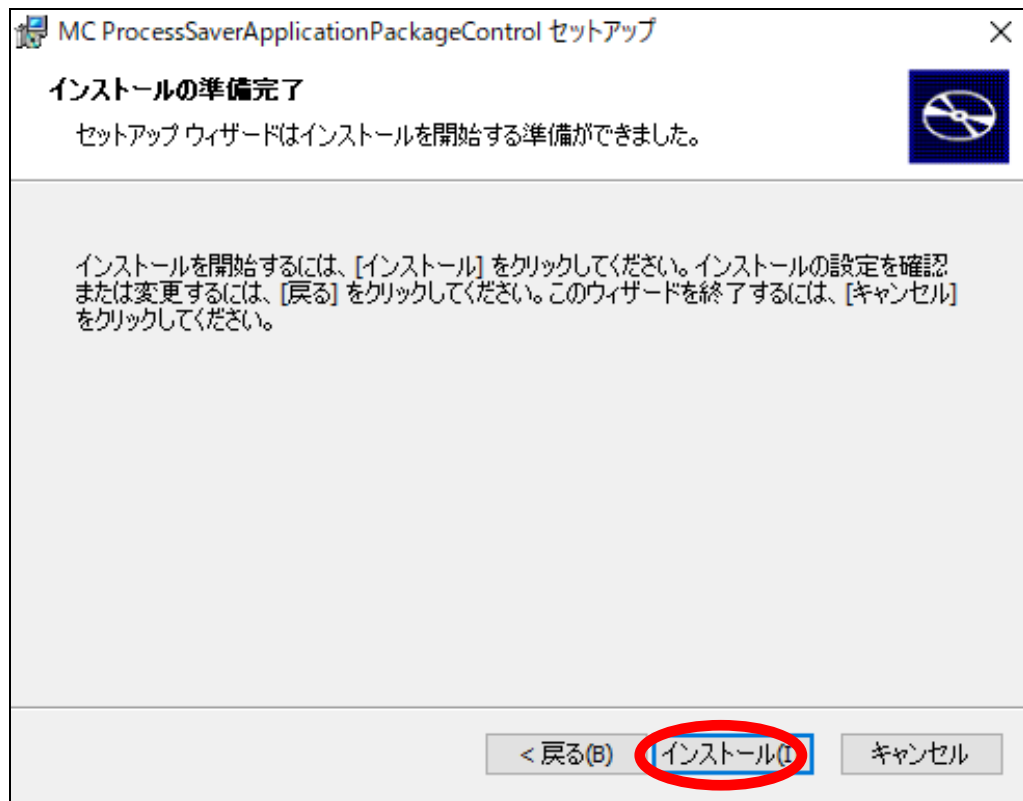 MC ProcessSaverApplicationPackageControl セットアップ
インストールの準備完了
セットアップ ウィザードはインストールを開始する準備ができました。
インストールを開始するには、[インストール] をクリックしてください。インストールの設定を確認
または変更するには、[戻る] をクリックしてください。このウィザードを終了するには、[キャンセル]
をクリックしてください。
< 戻る(B)
インストール(I
キャンセル